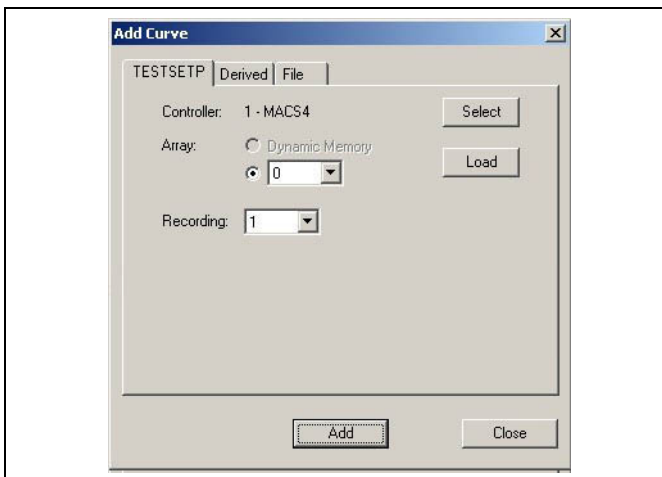 Add Curve
TESTSETP Derived File
Controller: 1 - MACS4 Select
Array: Dynamic Memory
0 Load
Recording: 1
Add Close